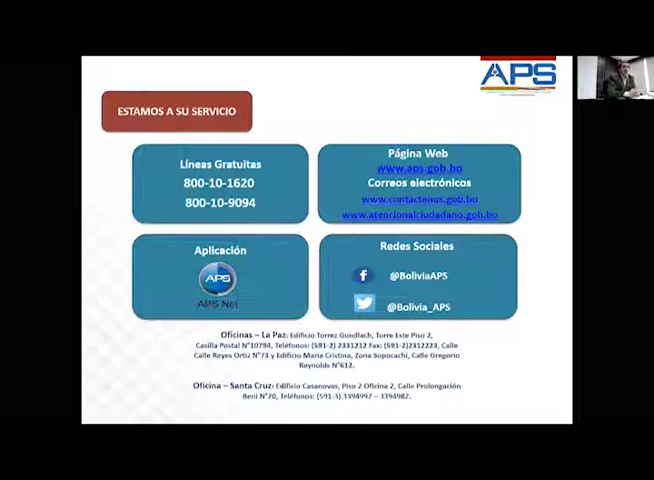 APS
ESTAMOS A SU SERVICIO
Líneas Gratuitas
800-10-1620
800-10-9094
Página Web
www.aps.gob.bo
Correos electrónicos
www.contactenos.gob.bo
www.atencionalciudadano.gob.bo
Aplicación
APS
APS Net
Redes Sociales
@BoliviaAPS
@Bolivia_APS
Oficinas – La Paz: Edificio Torrez Gundlach, Torre Este Piso 2,
Casilla Postal N°10794, Teléfonos: (591-2) 2331212 Fax: (591-2)2312223, Calle
Calle Reyes Ortiz N°73 y Edificio María Cristina, Zona Sopocachi, Calle Gregorio
Reynolds N°612.
Oficina – Santa Cruz: Edificio Casanovas, Piso 2 Oficina 2, Calle Prolongación
Beni N°20, Teléfonos: (591-3) 3394997 – 3394982.